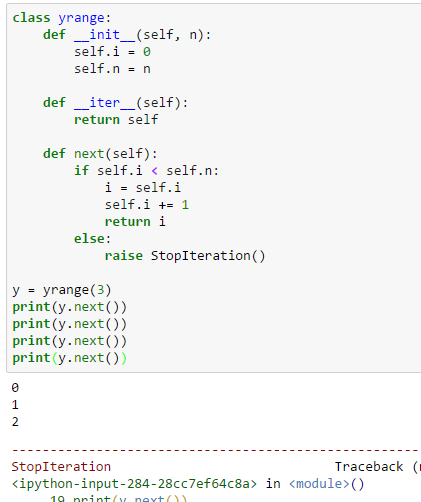 class yrange:
    def __init__(self, n):
        self.i = 0
        self.n = n

    def __iter__(self):
        return self

    def next(self):
        if self.i < self.n:
            i = self.i
            self.i += 1
            return i
        else:
            raise StopIteration()

y = yrange(3)
print(y.next())
print(y.next())
print(y.next())
print(y.next())
0
1
2
---------------------------------------------------
StopIteration                             Traceback (
<ipython-input-284-28cc7ef64c8a> in <module>()
     19 print(y.next())